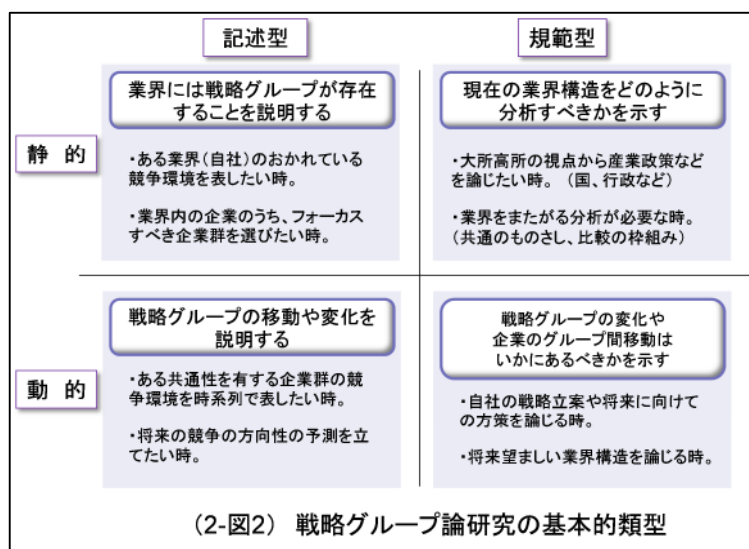 記述型
規範型
静 的
業界には戦略グループが存在
することを説明する
・ある業界(自社)のおかれている
競争環境を表したい時。
・業界内の企業のうち、フォーカス
すべき企業群を選びたい時。
現在の業界構造をどのように
分析すべきかを示す
・大所高所の視点から産業政策など
を論じたい時。 (国、行政など)
・業界をまたがる分析が必要な時。
(共通のものさし、比較の枠組み)
動 的
戦略グループの移動や変化を
説明する
・ある共通性を有する企業群の競
争環境を時系列で表したい時。
・将来の競争の方向性の予測を立
てたい時。
戦略グループの変化や
企業のグループ間移動は
いかにあるべきかを示す
・自社の戦略立案や将来に向けて
の方策を論じる時。
・将来望ましい業界構造を論じる時。
(2-図2) 戦略グループ論研究の基本的類型